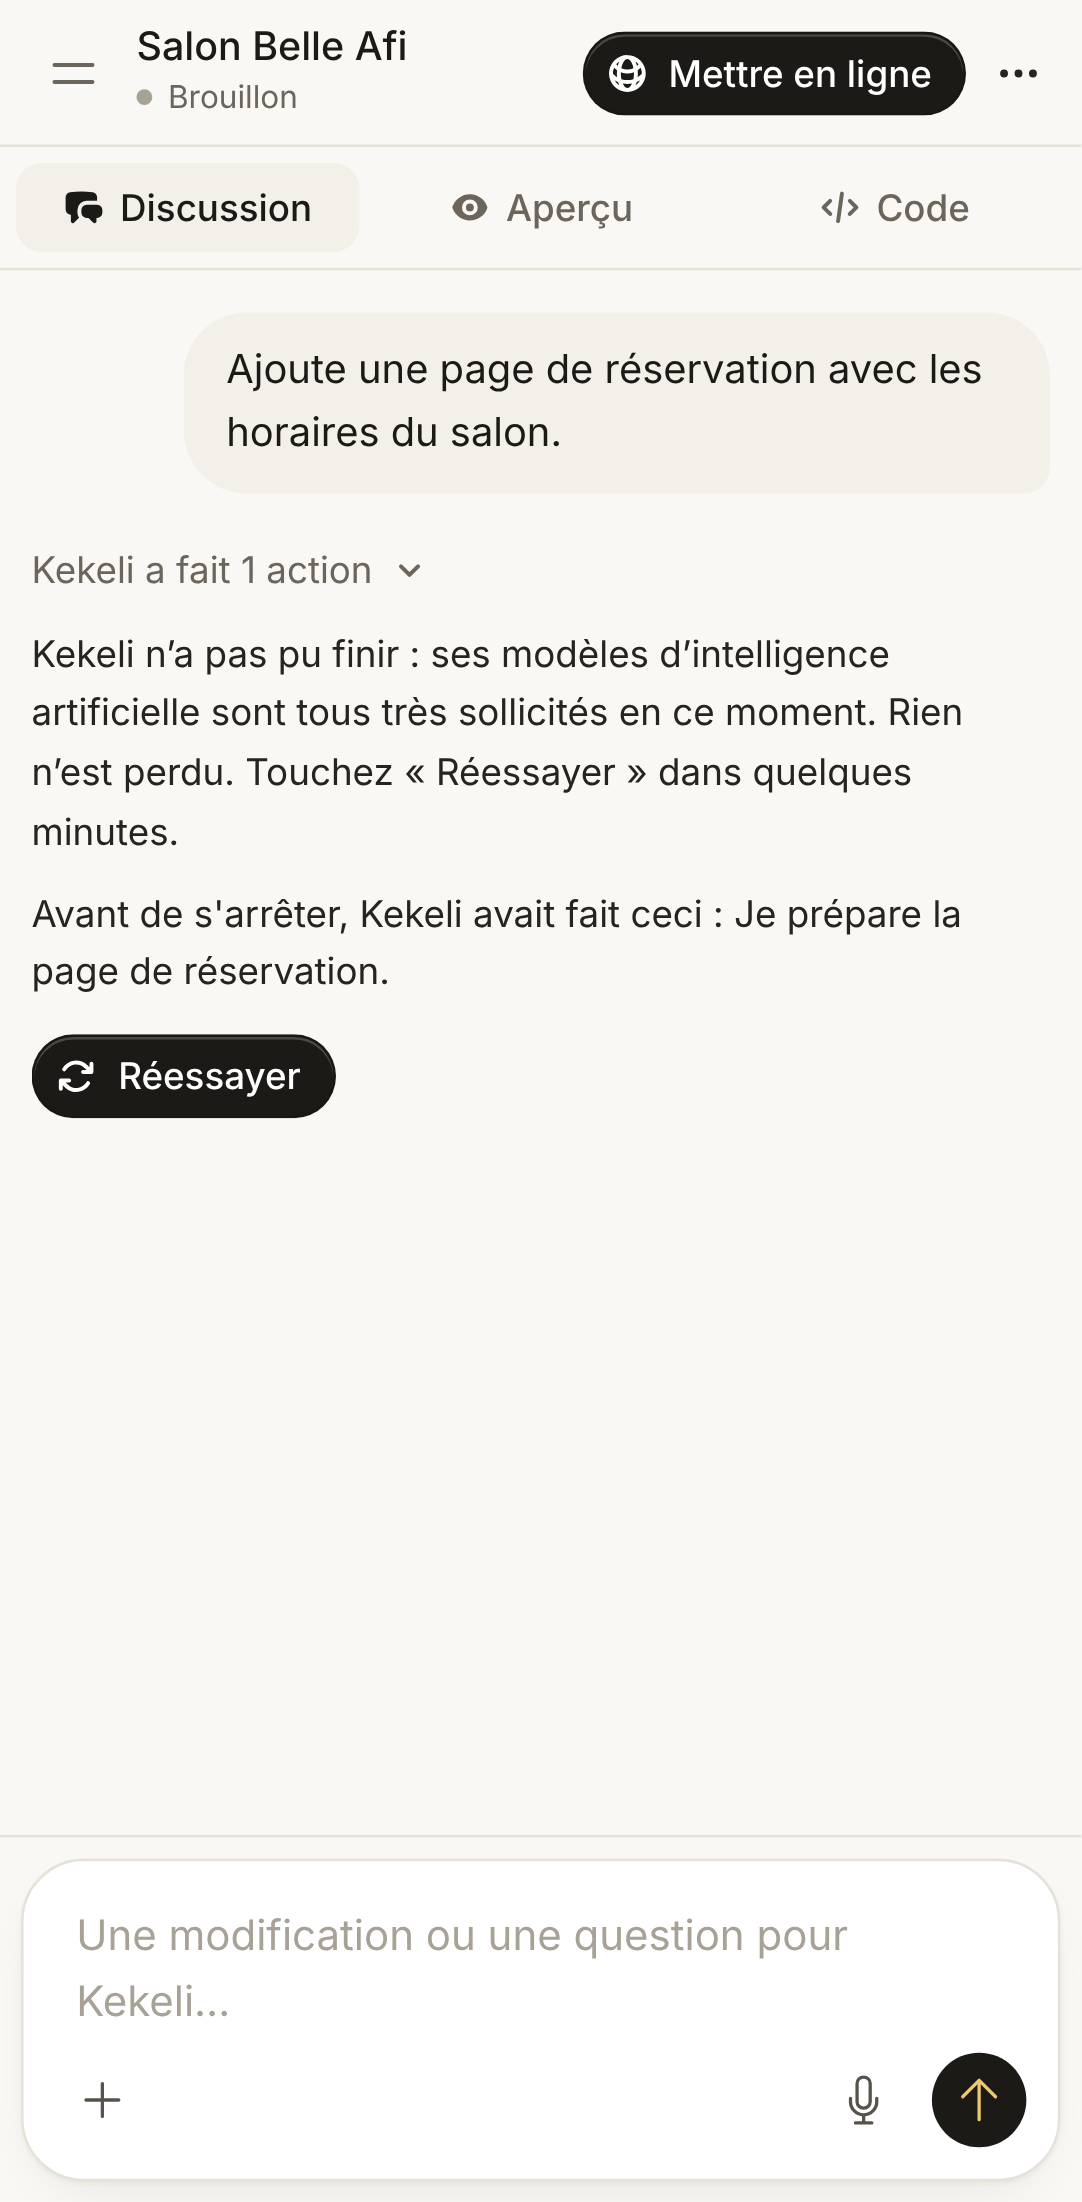 Salon Belle Afi
Brouillon
Mettre en ligne
Discussion
Aperçu
Code
Ajoute une page de réservation avec les
horaires du salon.
Kekeli a fait 1 action
Kekeli n’a pas pu finir : ses modèles d’intelligence
artificielle sont tous très sollicités en ce moment. Rien
n’est perdu. Touchez « Réessayer » dans quelques
minutes.
Avant de s'arrêter, Kekeli avait fait ceci : Je prépare la
page de réservation.
Réessayer
Une modification ou une question pour
Kekeli...